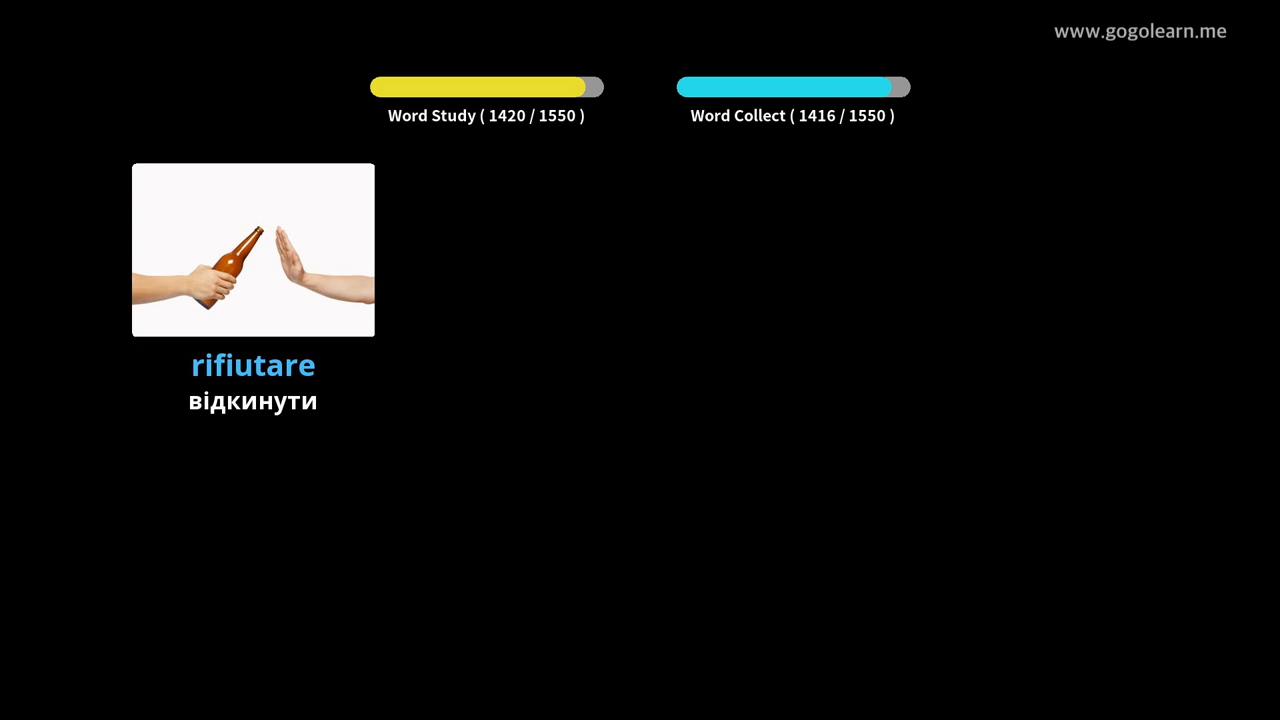 www.gogolearn.me
Word Study ( 1420 / 1550 )
Word Collect ( 1416 / 1550 )
rifiutare
відкинути